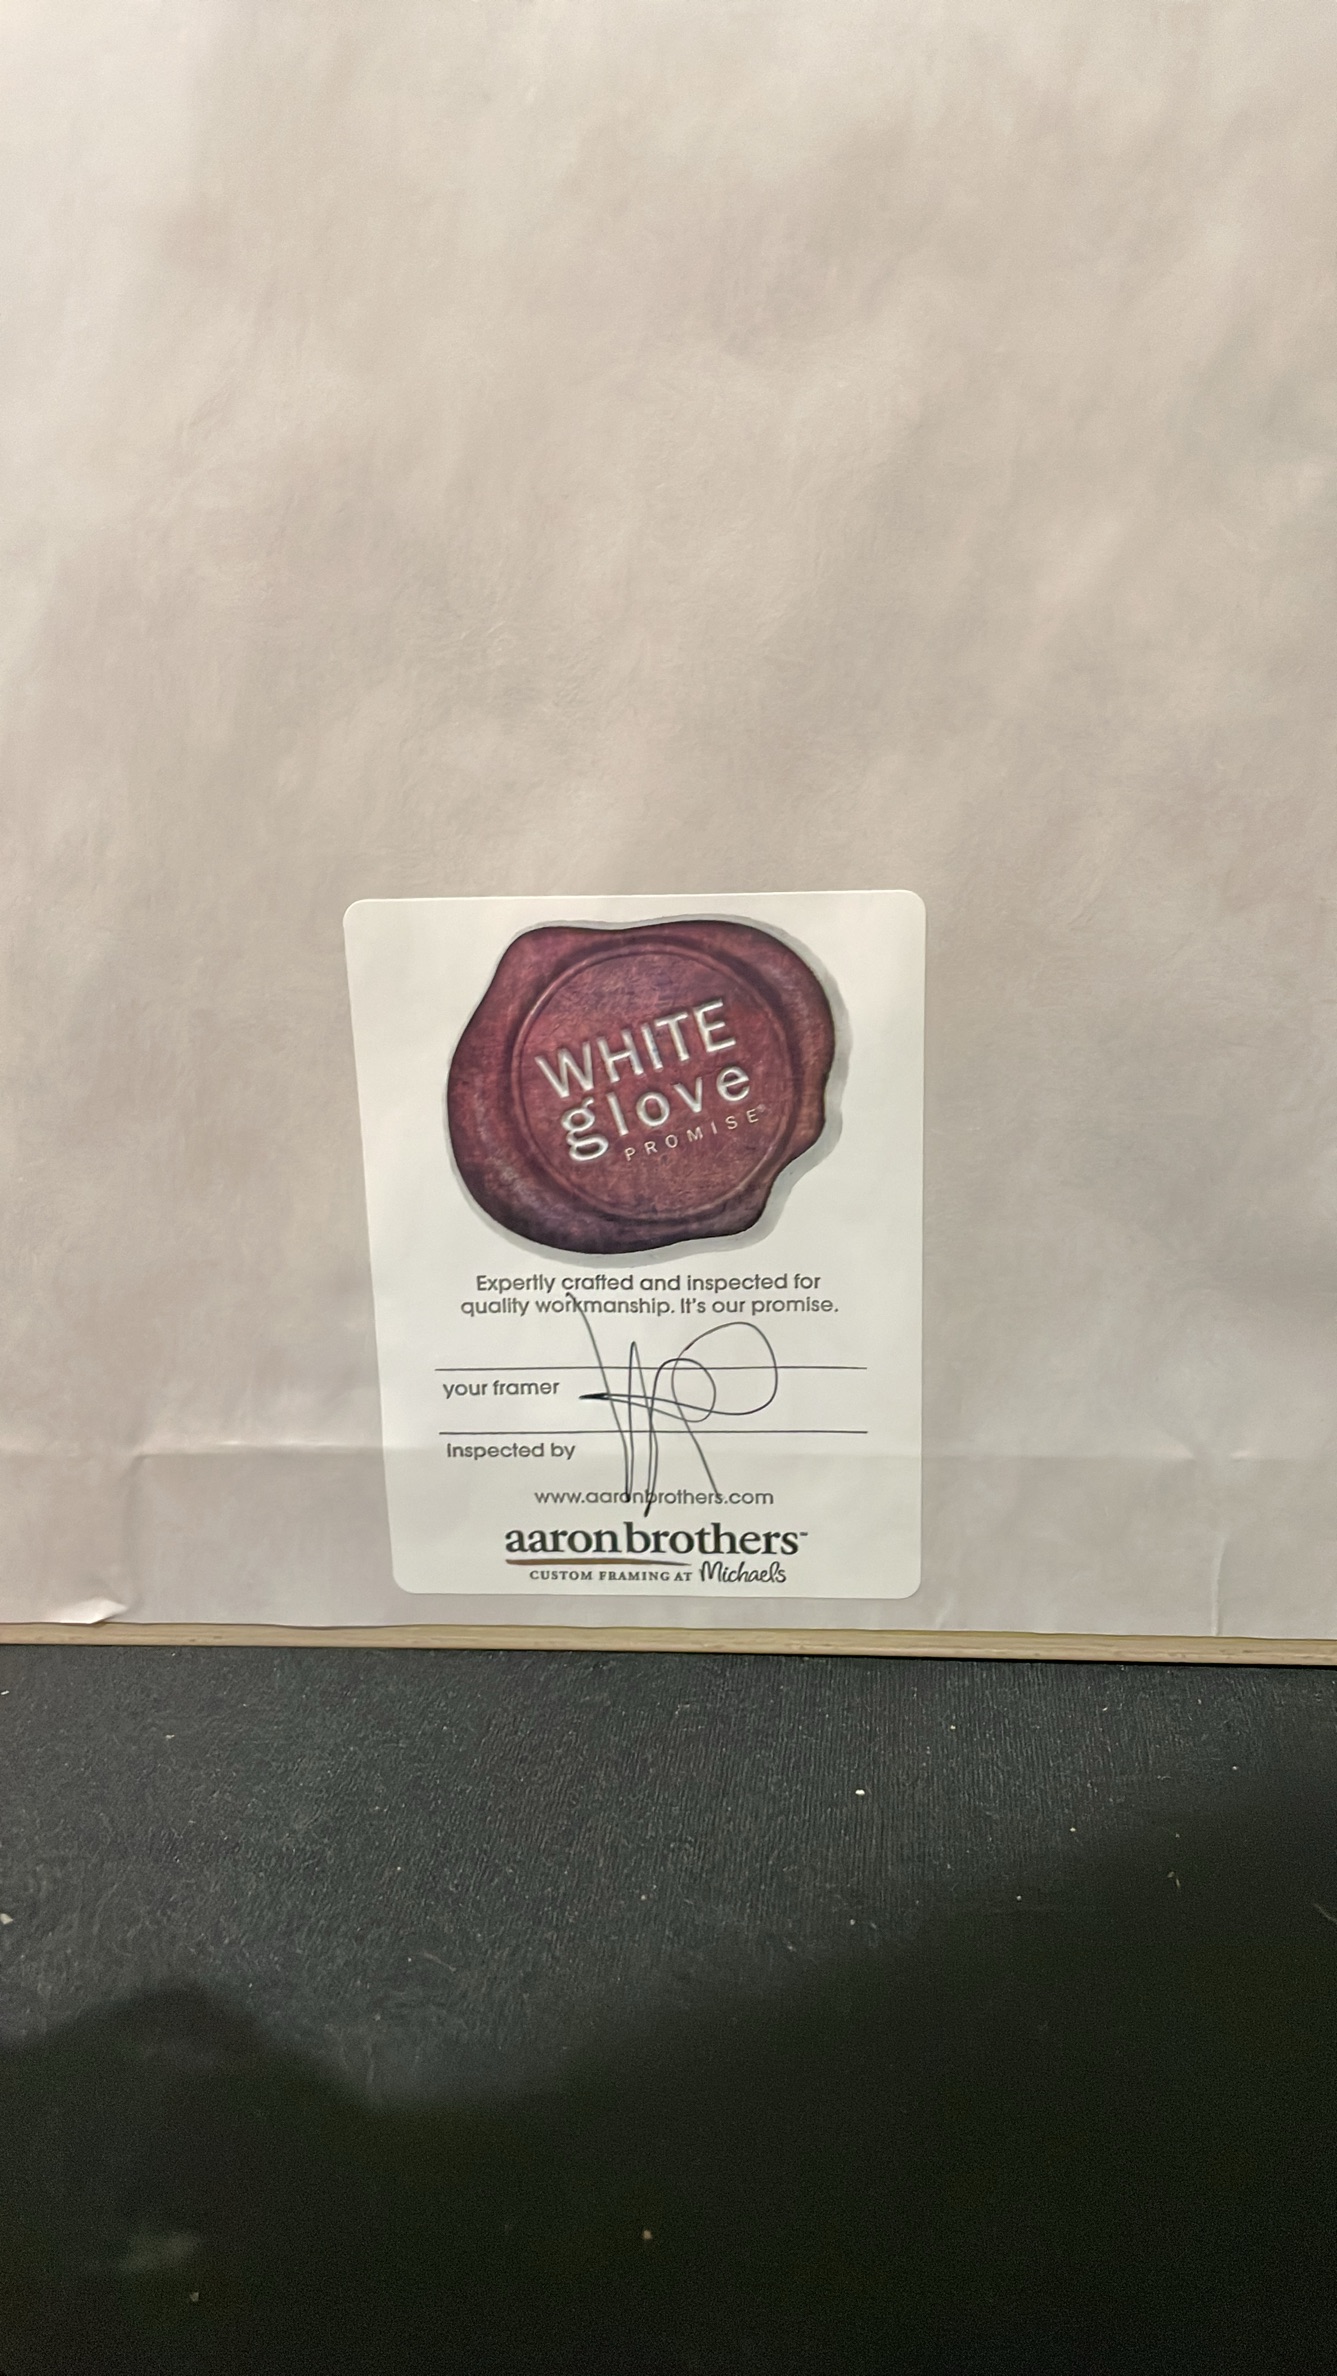 WHITE
glove
PROMISE®
Expertly crafted and inspected for
quality workmanship. It's our promise.
your framer
Inspected by
www.aaronbrothers.com
aaronbrothers™
CUSTOM FRAMING AT Michaels